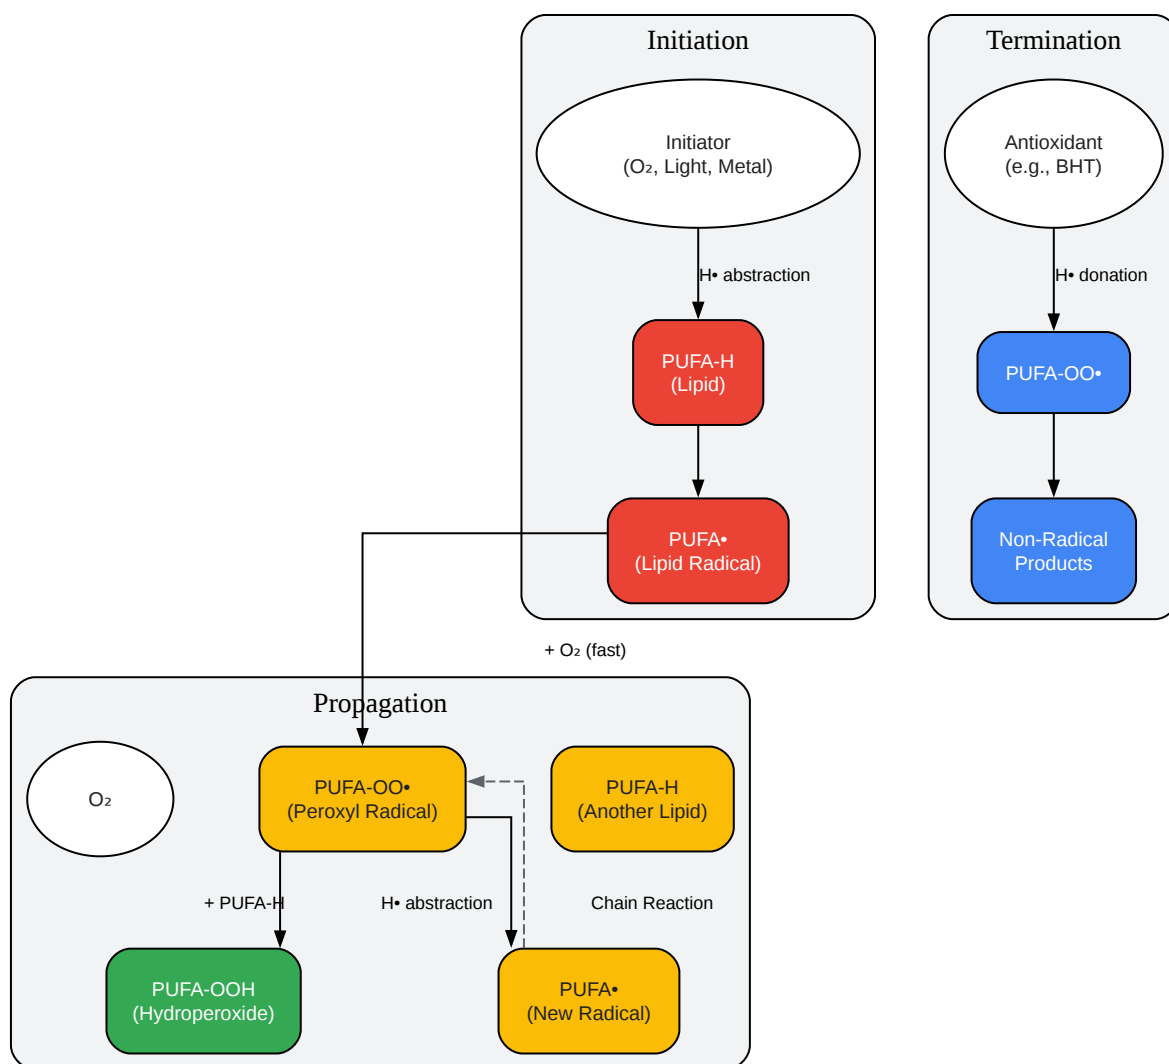 Initiation
Initiator
(O₂, Light, Metal)
H• abstraction
PUFA-H
(Lipid)
PUFA•
(Lipid Radical)
Termination
Antioxidant
(e.g., BHT)
H• donation
PUFA-OO•
Non-Radical
Products
+ O₂ (fast)
Propagation
O₂
PUFA-OO•
(Peroxyl Radical)
PUFA-H
(Another Lipid)
+ PUFA-H
H• abstraction
Chain Reaction
PUFA-OOH
(Hydroperoxide)
PUFA•
(New Radical)